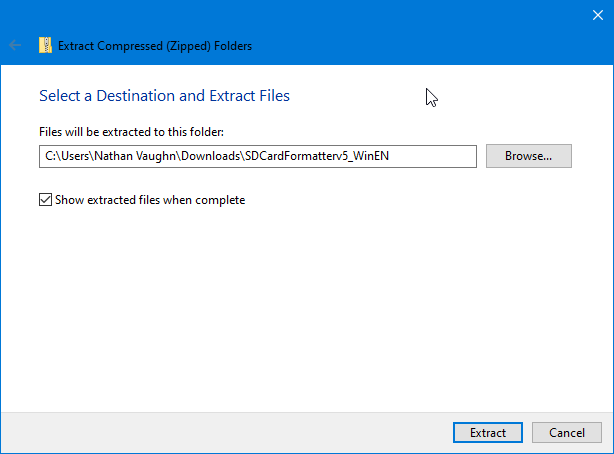 Extract Compressed (Zipped) Folders
Select a Destination and Extract Files
Files will be extracted to this folder:
C:\Users\Nathan Vaughn\Downloads\SDCardFormatterv5_WinEN
Browse...
Show extracted files when complete
Extract
Cancel